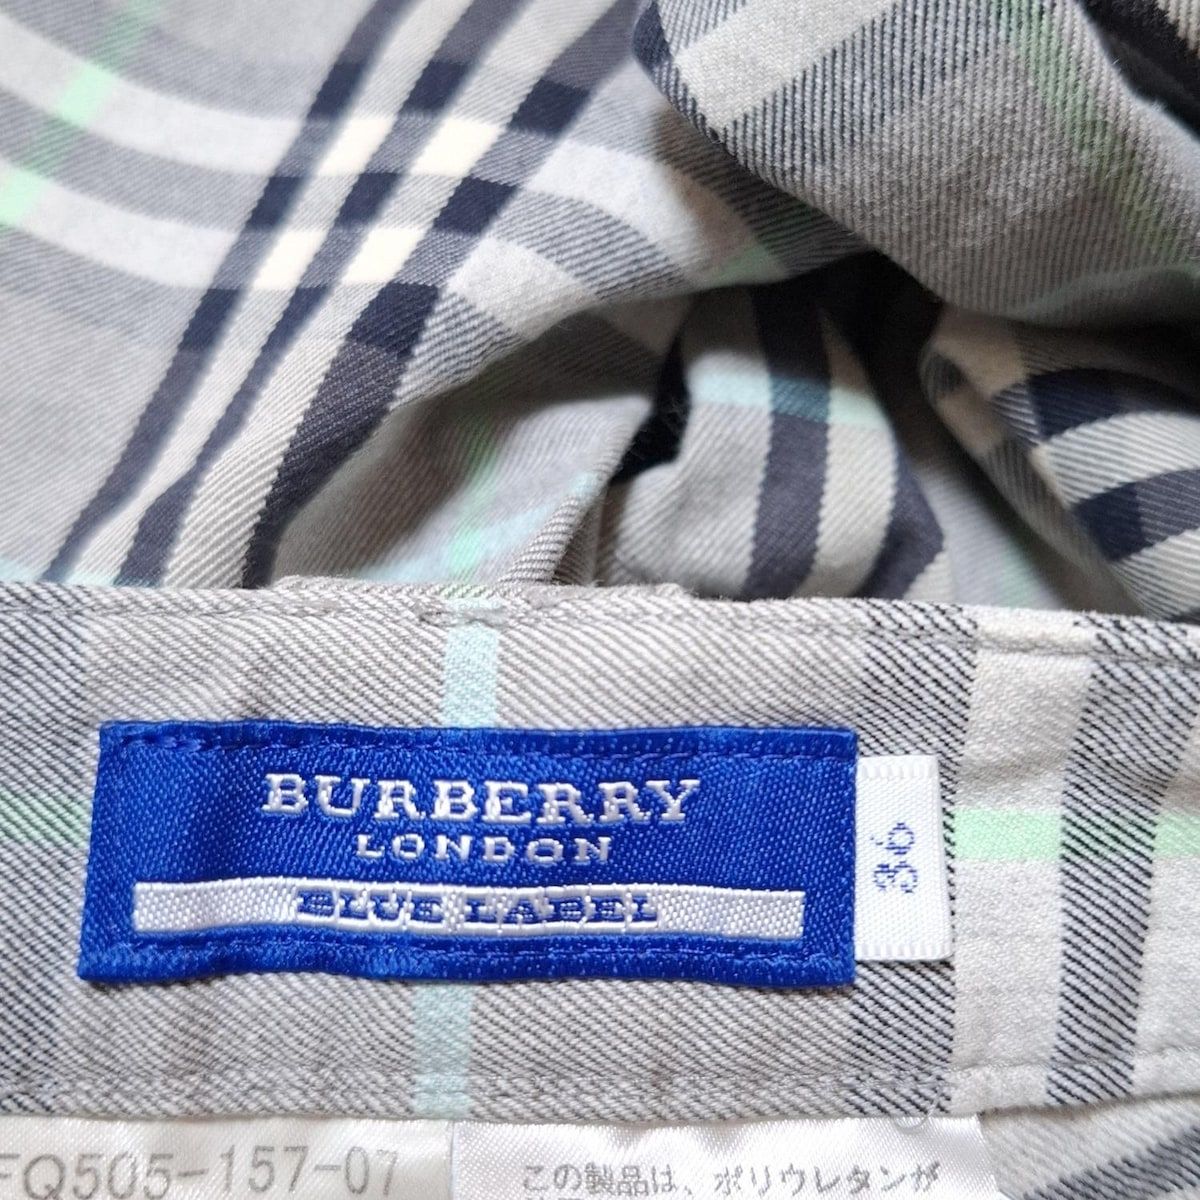 BURBERRY
LONDON
BLUE LABEL
36
FQ505-157-07
この製品は、ポリウレタンが